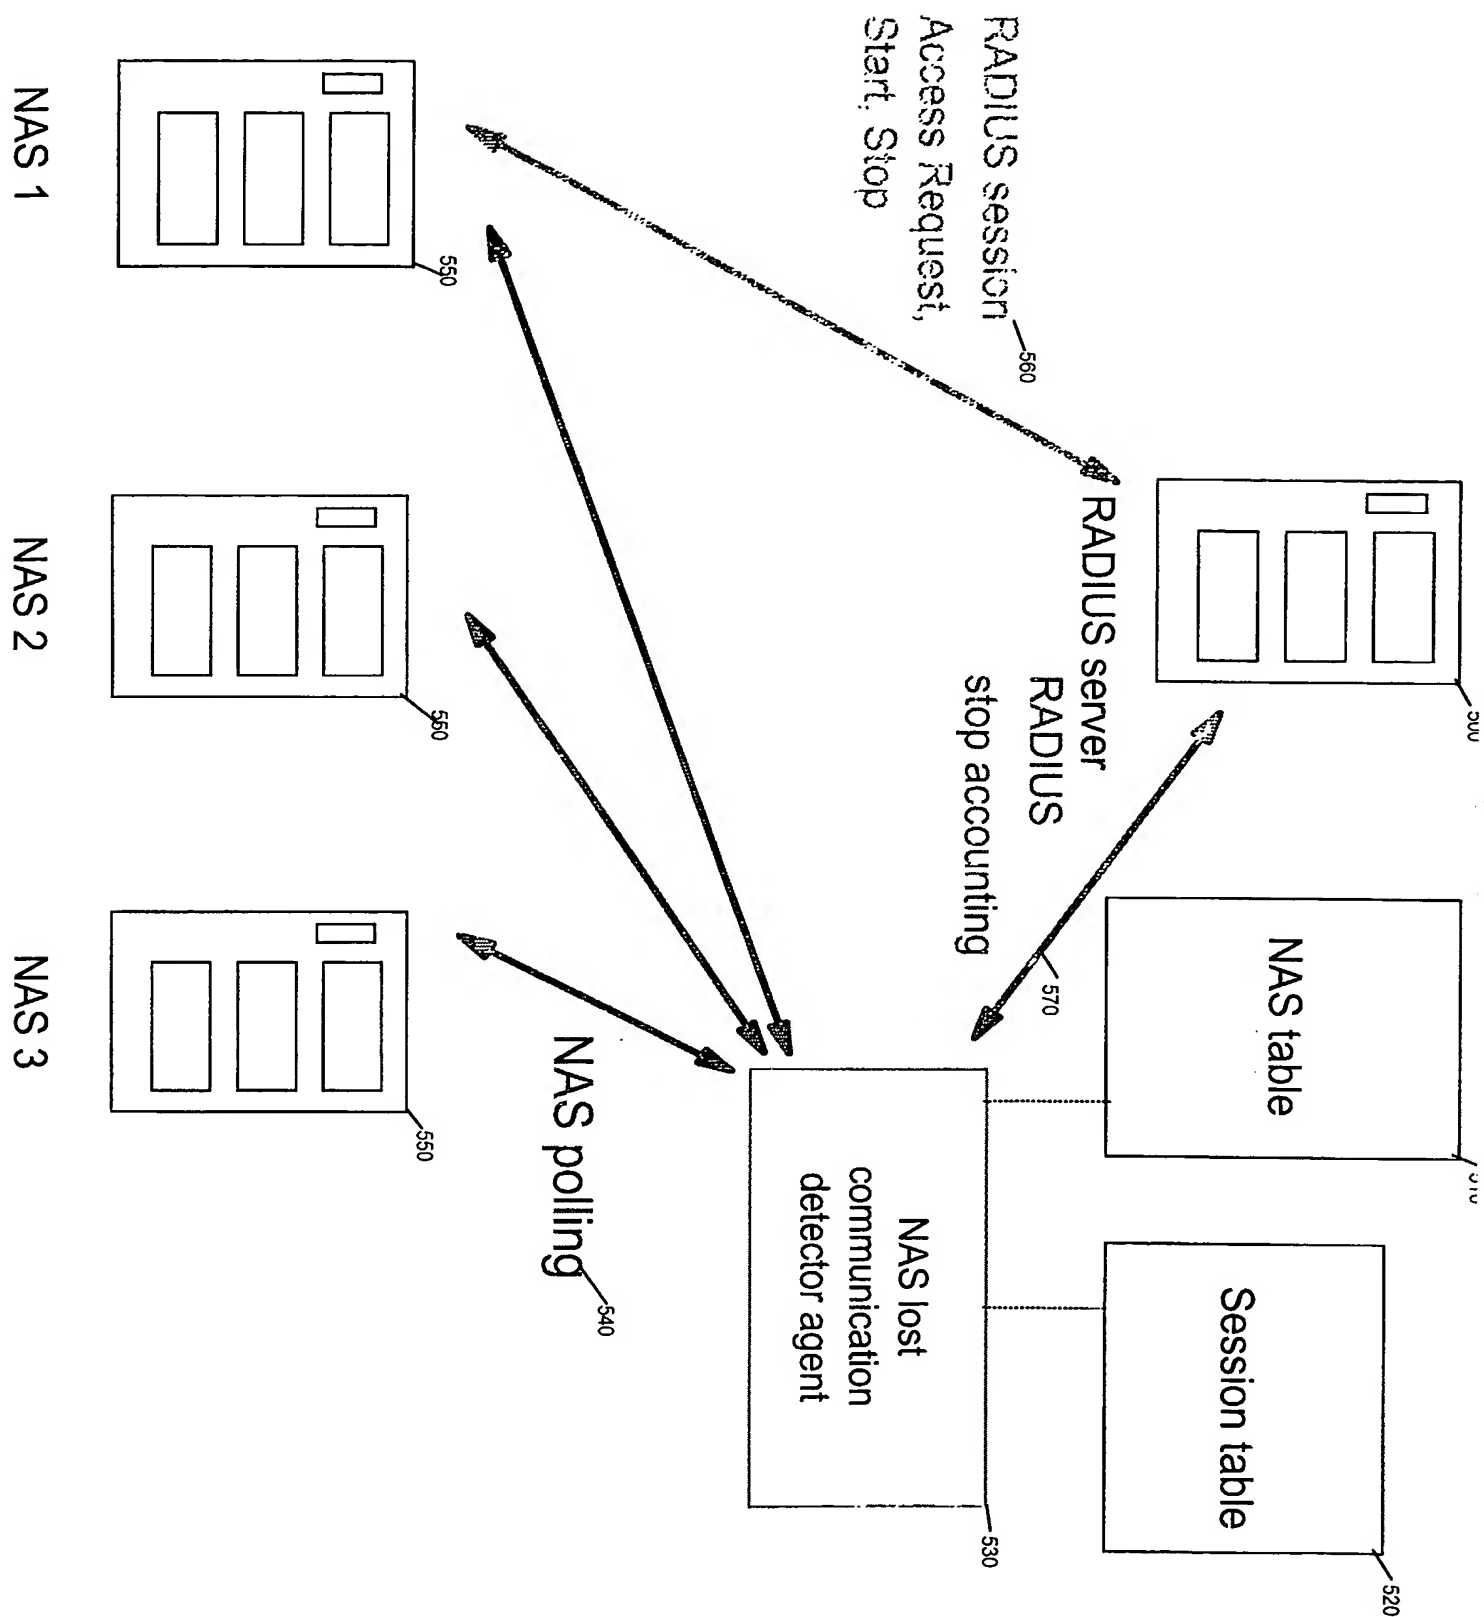 520
NAS table
Session table
RADIUS server
RADIUS
stop accounting
570
560
RADIUS session
Access Request,
Start, Stop
530
NAS lost
communication
detector agent
540
NAS polling
550
550
550
NAS 1
NAS 2
NAS 3